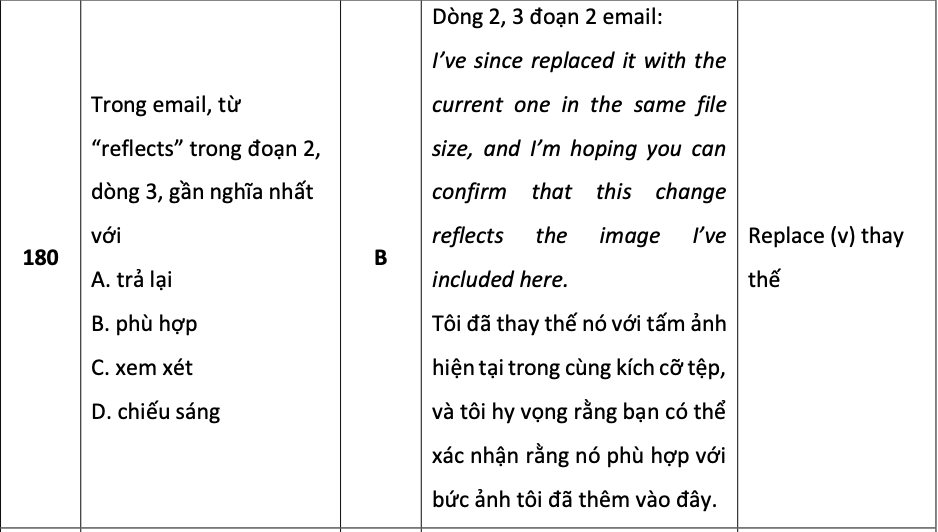 180
Trong email, từ
“reflects” trong đoạn 2,
dòng 3, gần nghĩa nhất
với
A. trả lại
B. phù hợp
C. xem xét
D. chiếu sáng
B
Dòng 2, 3 đoạn 2 email:
I’ve since replaced it with the
current one in the same file
size, and I’m hoping you can
confirm that this change
reflects the image I’ve
included here.
Tôi đã thay thế nó với tấm ảnh
hiện tại trong cùng kích cỡ tệp,
và tôi hy vọng rằng bạn có thể
xác nhận rằng nó phù hợp với
bức ảnh tôi đã thêm vào đây.
Replace (v) thay
thế